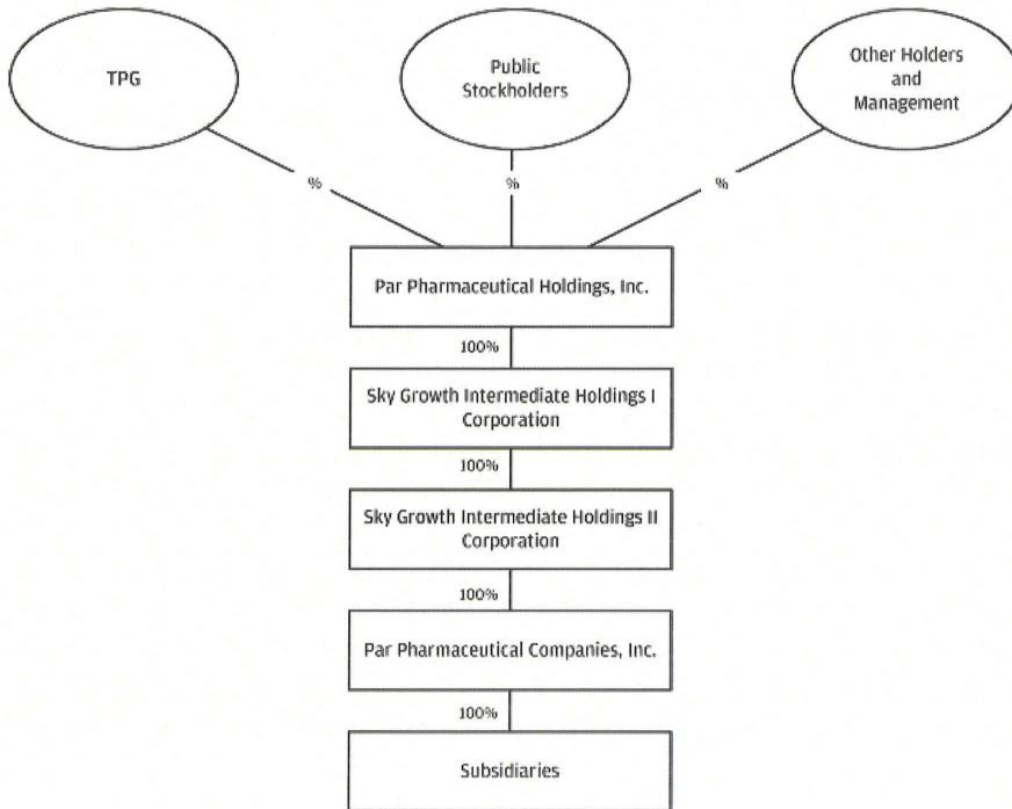 TPG
Public
Stockholders
Other Holders
and
Management
%
%
%
Par Pharmaceutical Holdings, Inc.
100%
Sky Growth Intermediate Holdings I
Corporation
100%
Sky Growth Intermediate Holdings II
Corporation
100%
Par Pharmaceutical Companies, Inc.
100%
Subsidiaries